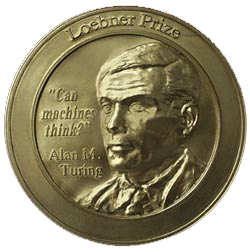 Loebner Prize
"Can
machines
think?"
Alan M.
Turing